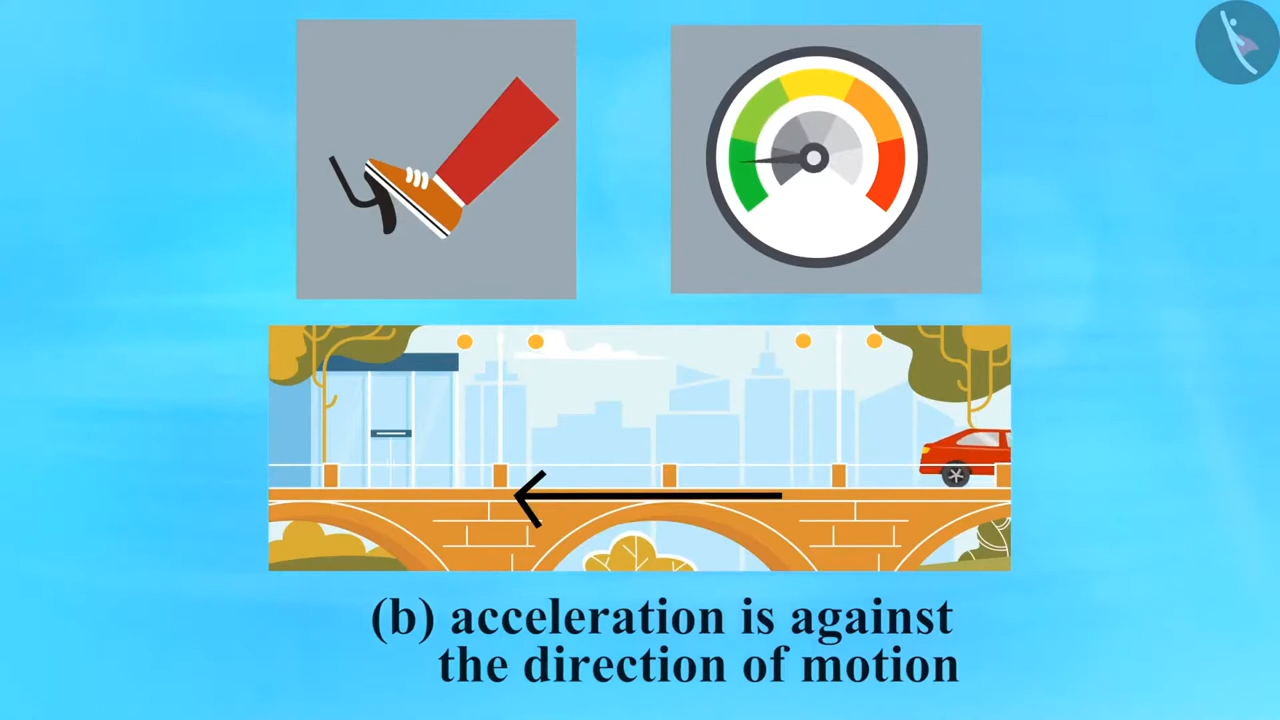 (b) acceleration is against
the direction of motion